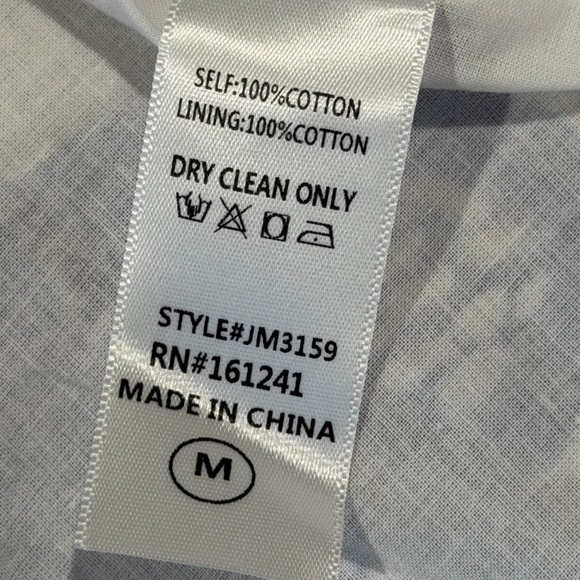 SELF:100%COTTON
LINING:100%COTTON
DRY CLEAN ONLY
STYLE#JM3159
RN#161241
MADE IN CHINA
M